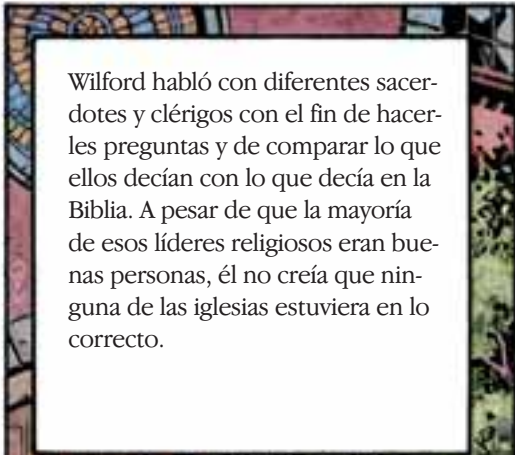 Wilford habló con diferentes sacer-
dotes y clérigos con el fin de hacer-
les preguntas y de comparar lo que
ellos decían con lo que decía en la
Biblia. A pesar de que la mayoría
de esos líderes religiosos eran bue-
nas personas, él no creía que nin-
guna de las iglesias estuviera en lo
correcto.